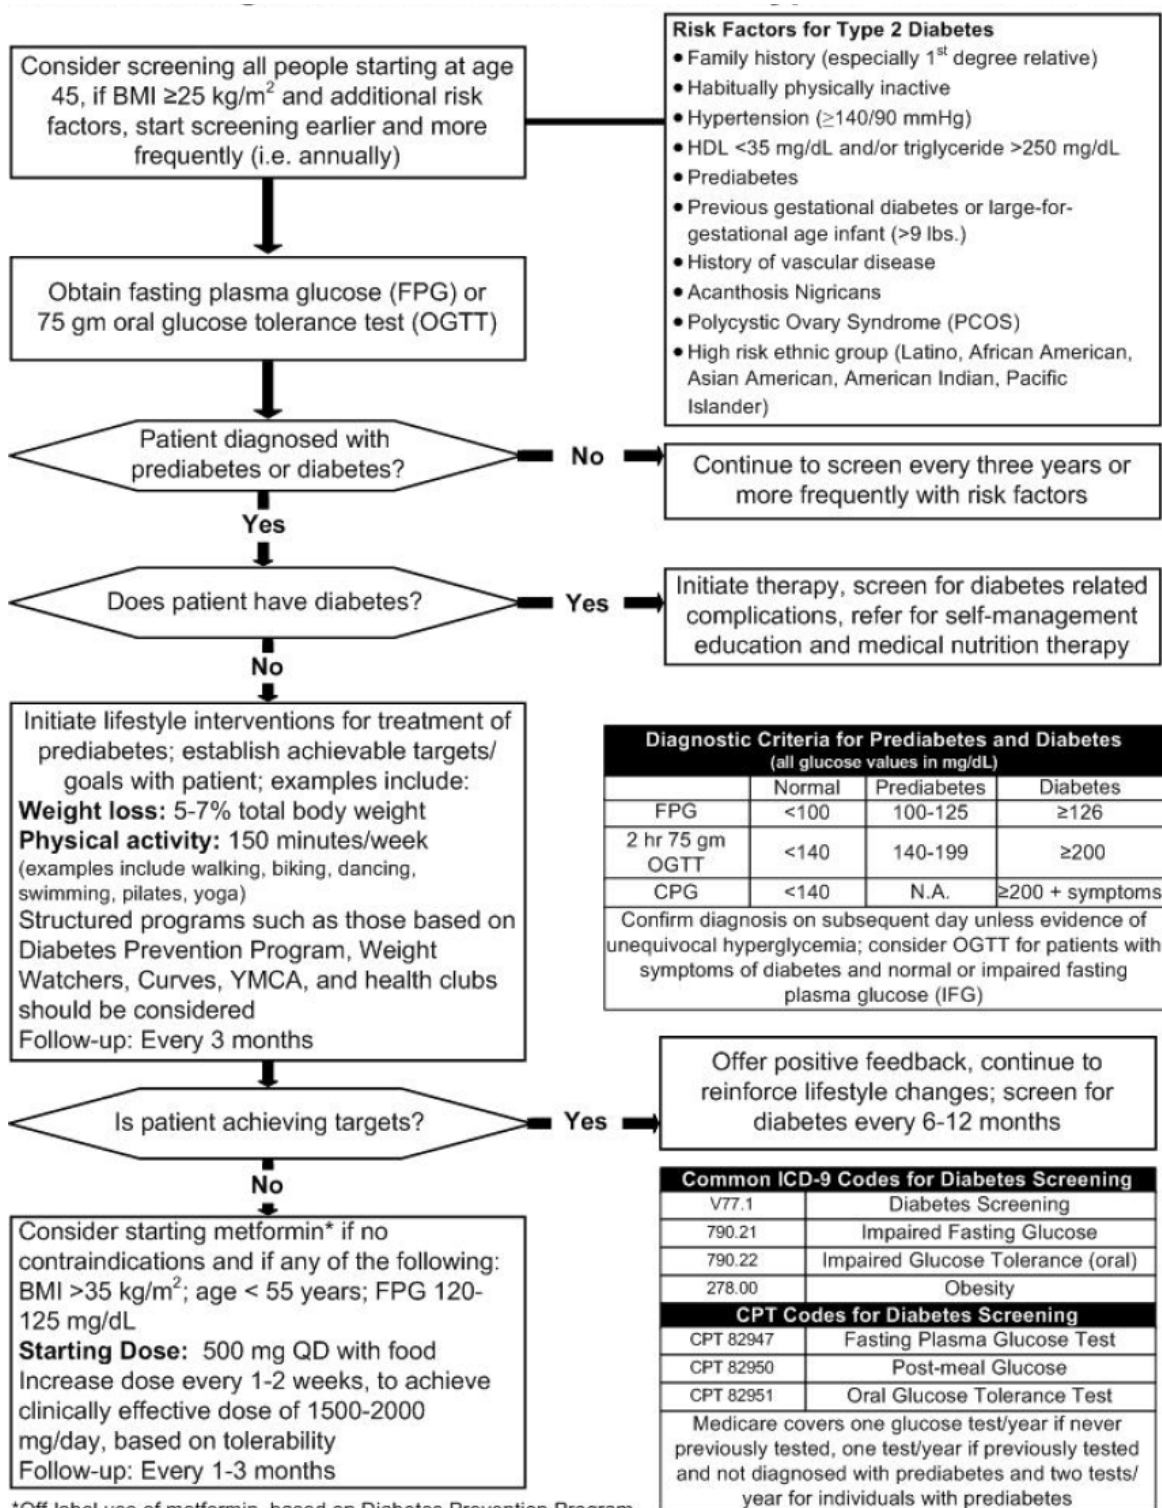 Consider screening all people starting at age
45, if BMI ≥25 kg/m² and additional risk
factors, start screening earlier and more
frequently (i.e. annually)
Risk Factors for Type 2 Diabetes
• Family history (especially 1st degree relative)
• Habitually physically inactive
• Hypertension (≥140/90 mmHg)
• HDL <35 mg/dL and/or triglyceride >250 mg/dL
• Prediabetes
• Previous gestational diabetes or large-for-
gestational age infant (>9 lbs.)
• History of vascular disease
• Acanthosis Nigricans
• Polycystic Ovary Syndrome (PCOS)
• High risk ethnic group (Latino, African American,
Asian American, American Indian, Pacific
Islander)
Obtain fasting plasma glucose (FPG) or
75 gm oral glucose tolerance test (OGTT)
Patient diagnosed with
prediabetes or diabetes?
No
Continue to screen every three years or
more frequently with risk factors
Yes
Does patient have diabetes?
Yes
Initiate therapy, screen for diabetes related
complications, refer for self-management
education and medical nutrition therapy
No
Initiate lifestyle interventions for treatment of
prediabetes; establish achievable targets/
goals with patient; examples include:
Weight loss: 5-7% total body weight
Physical activity: 150 minutes/week
(examples include walking, biking, dancing,
swimming, pilates, yoga)
Structured programs such as those based on
Diabetes Prevention Program, Weight
Watchers, Curves, YMCA, and health clubs
should be considered
Follow-up: Every 3 months
Diagnostic Criteria for Prediabetes and Diabetes
(all glucose values in mg/dL)
Normal Prediabetes Diabetes
FPG <100 100-125 ≥126
2 hr 75 gm
OGTT <140 140-199 ≥200
CPG <140 N.A. ≥200 + symptoms
Confirm diagnosis on subsequent day unless evidence of
unequivocal hyperglycemia; consider OGTT for patients with
symptoms of diabetes and normal or impaired fasting
plasma glucose (IFG)
Is patient achieving targets?
Yes
Offer positive feedback, continue to
reinforce lifestyle changes; screen for
diabetes every 6-12 months
No
Consider starting metformin* if no
contraindications and if any of the following:
BMI >35 kg/m²; age < 55 years; FPG 120-
125 mg/dL
Starting Dose: 500 mg QD with food
Increase dose every 1-2 weeks, to achieve
clinically effective dose of 1500-2000
mg/day, based on tolerability
Follow-up: Every 1-3 months
Common ICD-9 Codes for Diabetes Screening
V77.1 Diabetes Screening
790.21 Impaired Fasting Glucose
790.22 Impaired Glucose Tolerance (oral)
278.00 Obesity
CPT Codes for Diabetes Screening
CPT 82947 Fasting Plasma Glucose Test
CPT 82950 Post-meal Glucose
CPT 82951 Oral Glucose Tolerance Test
Medicare covers one glucose test/year if never
previously tested, one test/year if previously tested
and not diagnosed with prediabetes and two tests/
year for individuals with prediabetes
*Off-label use of metformin, based on Diabetes Prevention Program